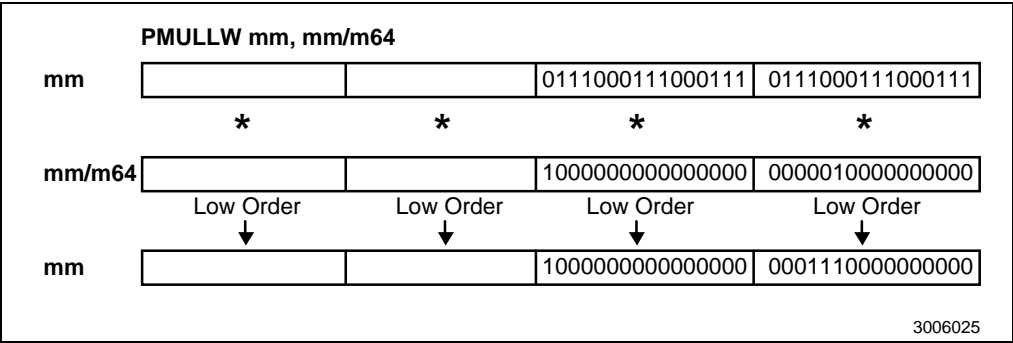 PMULLW mm, mm/m64
mm 0111000111000111 0111000111000111
* * * *
mm/m64 1000000000000000 0000010000000000
Low Order Low Order Low Order Low Order
mm 1000000000000000 0001110000000000
3006025